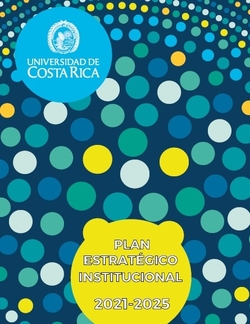 UNIVERSIDAD DE
COSTA RICA
PLAN
ESTRATÉGICO
INSTITUCIONAL
2021-2025